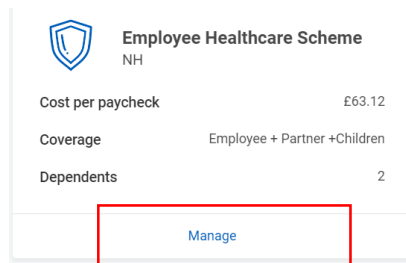 Employee Healthcare Scheme
NH
Cost per paycheck £63.12
Coverage Employee + Partner +Children
Dependents 2
Manage